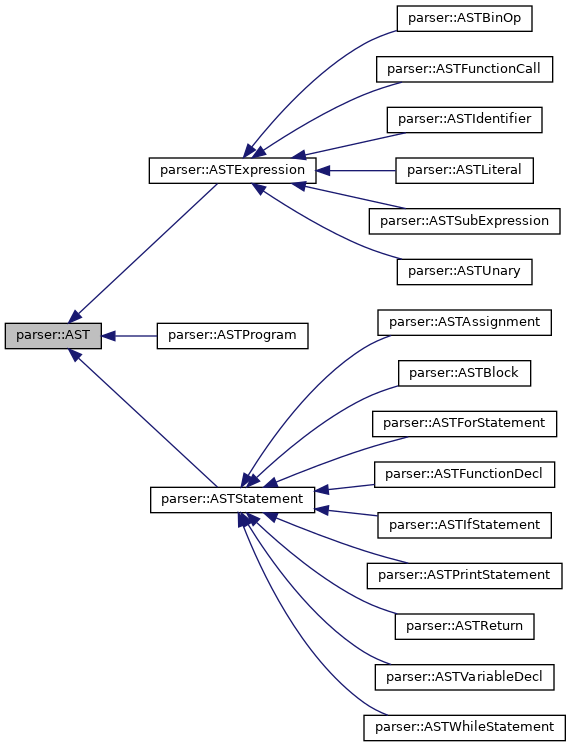 parser::ASTBinOp
parser::ASTFunctionCall
parser::ASTIdentifier
parser::ASTExpression
parser::ASTLiteral
parser::ASTSubExpression
parser::ASTUnary
parser::AST
parser::ASTProgram
parser::ASTAssignment
parser::ASTBlock
parser::ASTForStatement
parser::ASTFunctionDecl
parser::ASTStatement
parser::ASTIfStatement
parser::ASTPrintStatement
parser::ASTReturn
parser::ASTVariableDecl
parser::ASTWhileStatement